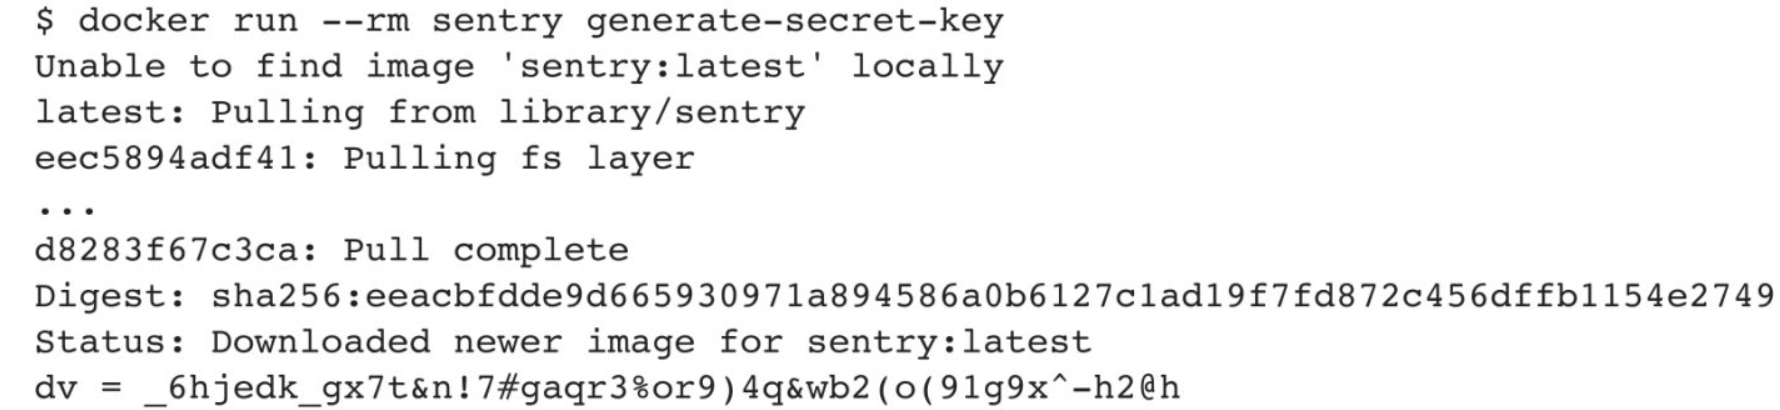 $ docker run --rm sentry generate-secret-key
Unable to find image 'sentry:latest' locally
latest: Pulling from library/sentry
eec5894adf41: Pulling fs layer
...
d8283f67c3ca: Pull complete
Digest: sha256:eeacbfdde9d665930971a894586a0b6127c1ad19f7fd872c456dffb1154e2749
Status: Downloaded newer image for sentry:latest
dv = _6hjedk_gx7t&n!7#gaqr3%or9)4q&wb2(o(91g9x^-h2@h